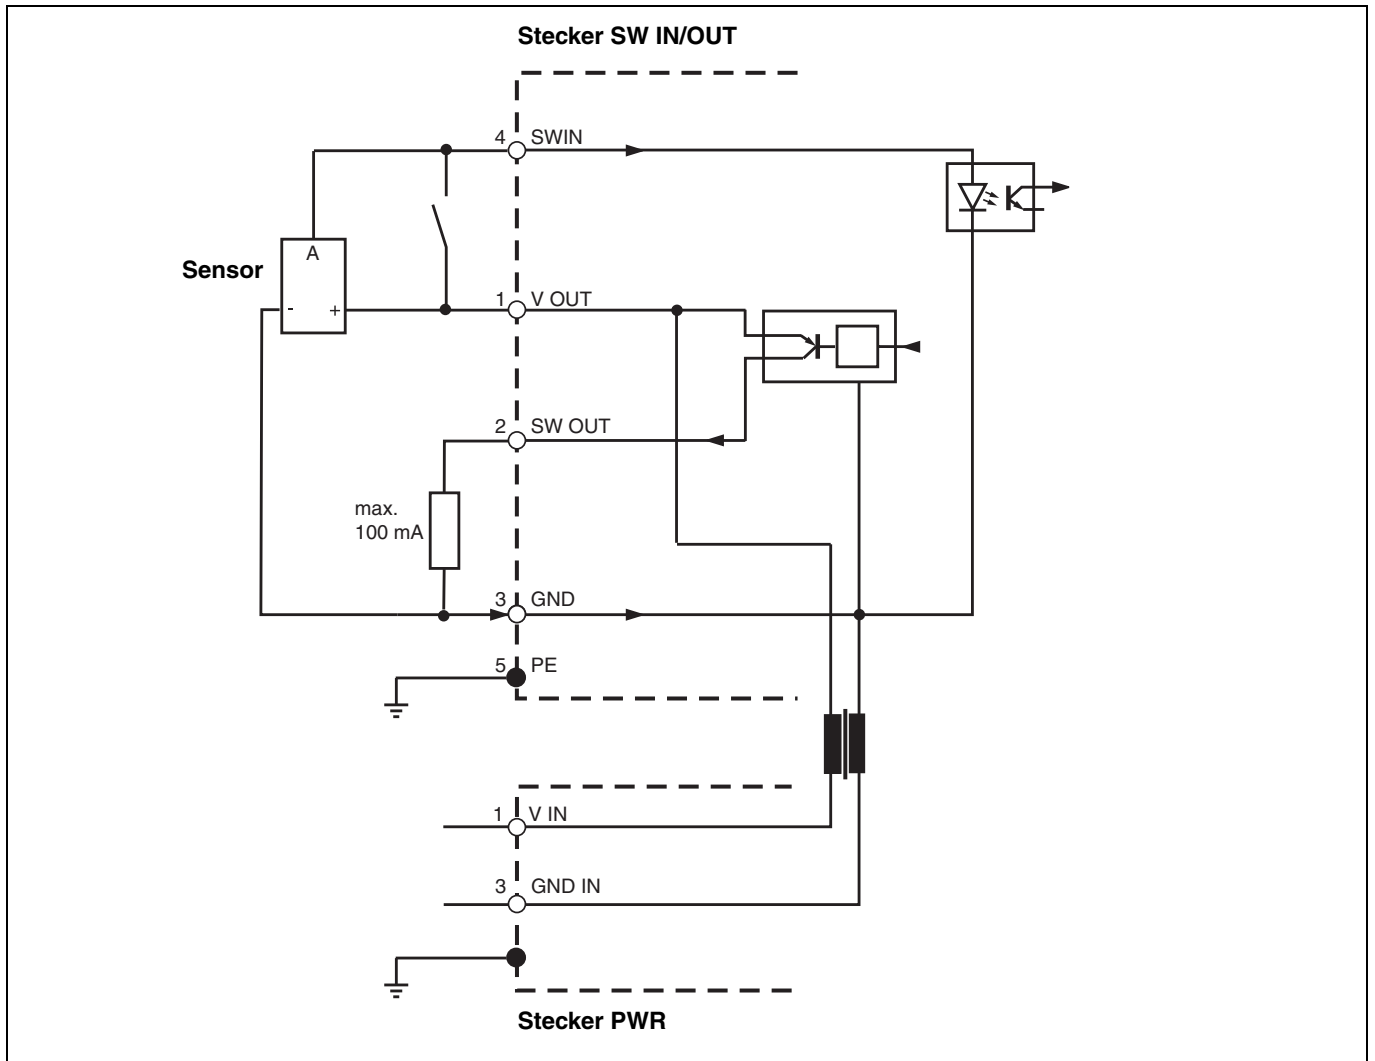 Stecker SW IN/OUT
4 SWIN
A
Sensor
- +
1 V OUT
2 SW OUT
max.
100 mA
3 GND
5 PE
1 V IN
3 GND IN
Stecker PWR